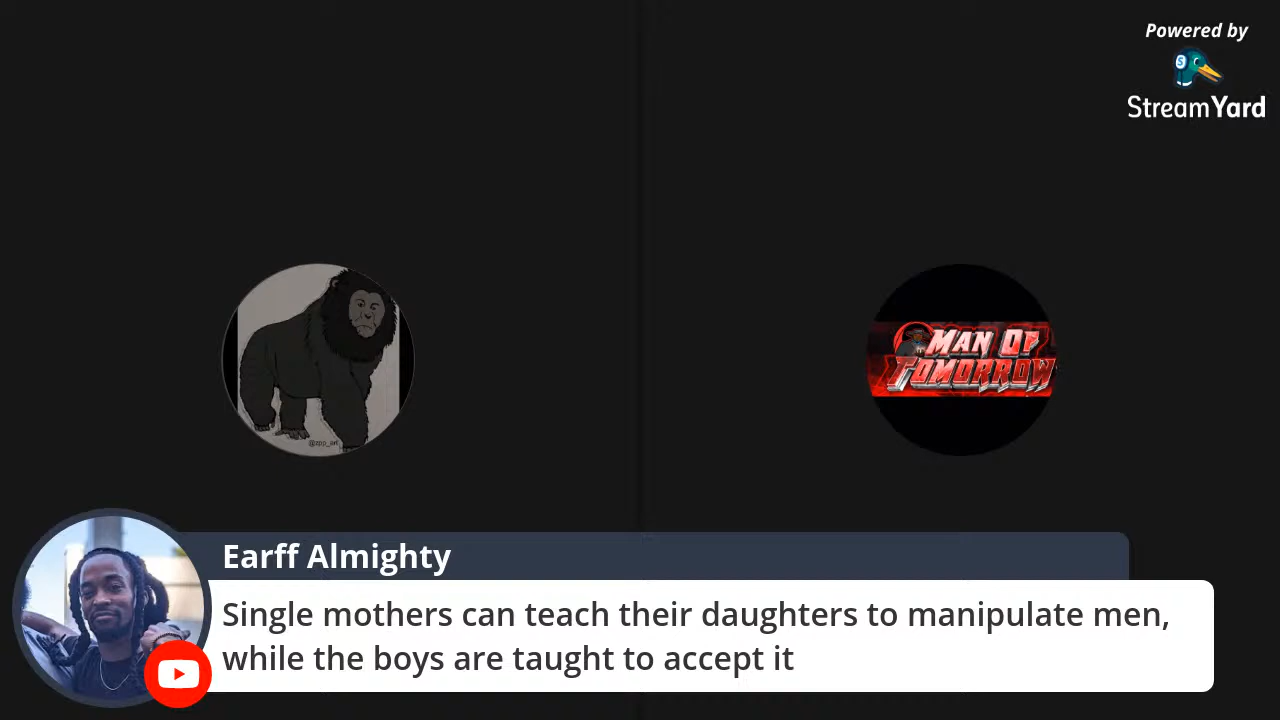 Powered by
StreamYard
MAN OF
TOMORROW
@zpp_art
Earff Almighty
Single mothers can teach their daughters to manipulate men,
while the boys are taught to accept it